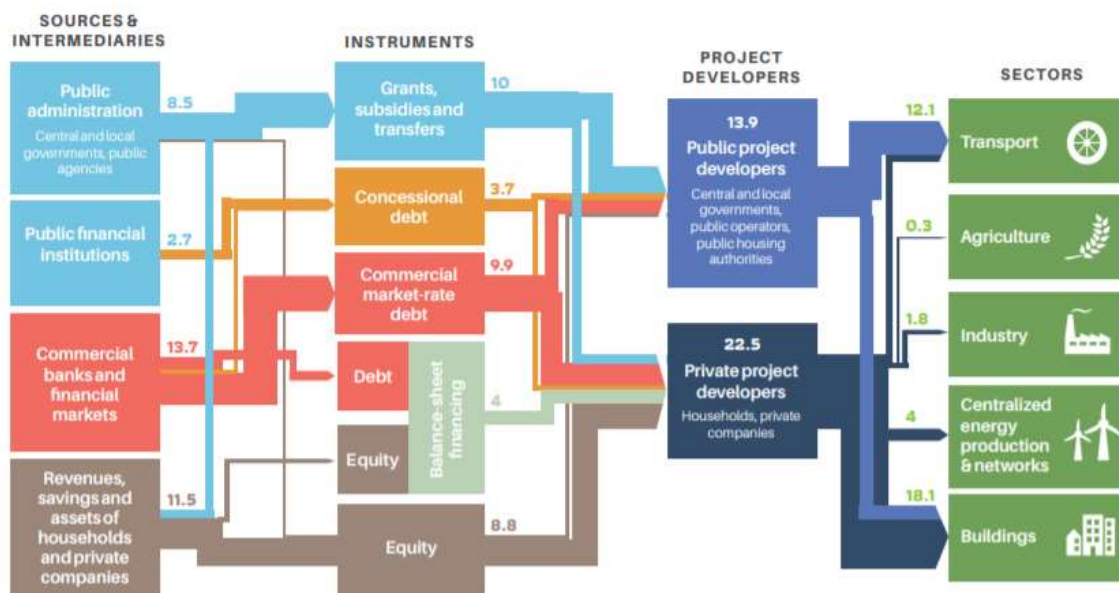 SOURCES &
INTERMEDIARIES
Public
administration
Central and local
governments, public
agencies
8.5
Public financial
institutions
2.7
Commercial
banks and
financial
markets
13.7
Revenues,
savings and
assets of
households
and private
companies
11.5
INSTRUMENTS
Grants,
subsidies and
transfers
10
Concessional
debt
3.7
Commercial
market-rate
debt
9.9
Debt
Equity
Balance-sheet
financing
4
Equity
8.8
PROJECT
DEVELOPERS
13.9
Public project
developers
Central and local
governments,
public operators,
public housing
authorities
22.5
Private project
developers
Households, private
companies
SECTORS
12.1
Transport
0.3
Agriculture
1.8
Industry
4
Centralized
energy
production
& networks
18.1
Buildings